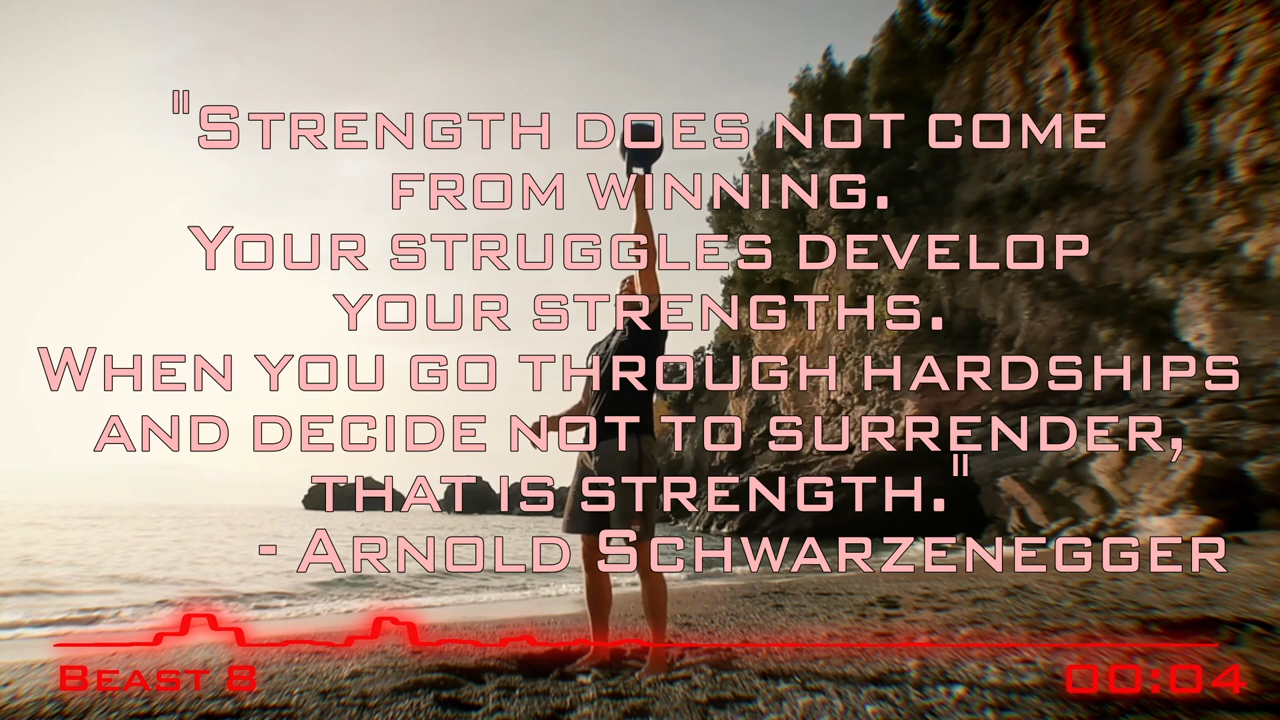 "Strength does not come
from winning.
Your struggles develop
your strengths.
When you go through hardships
and decide not to surrender,
that is strength."
- Arnold Schwarzenegger
Beast 8
00:04